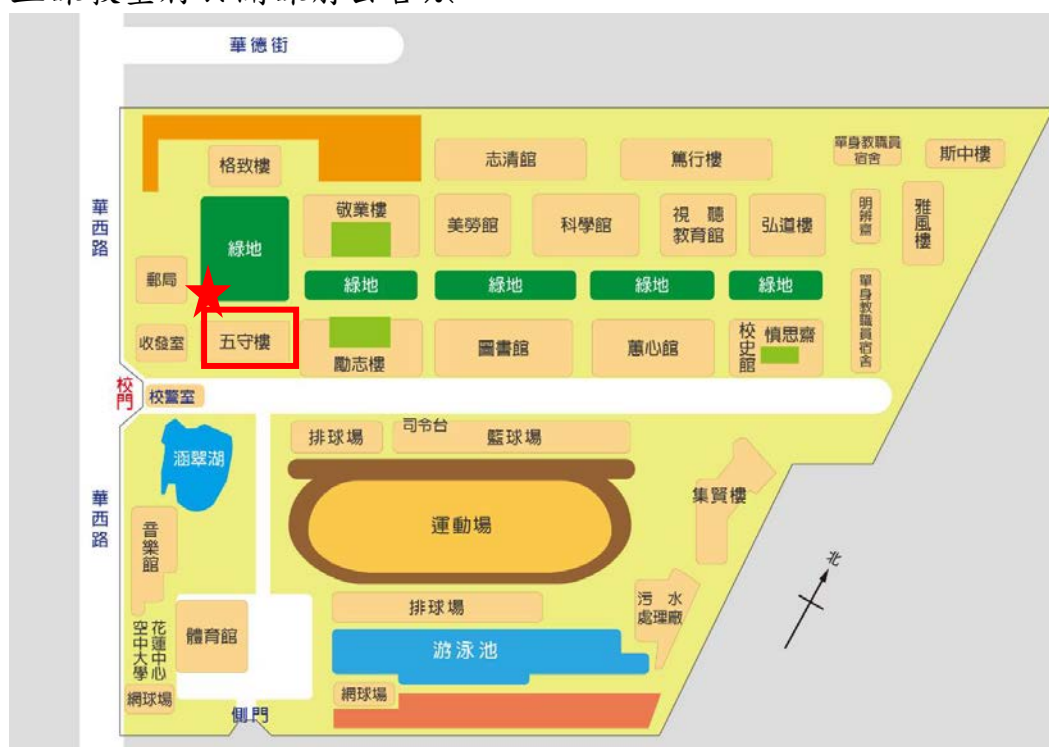 華德街
格致樓
志清館
篤行樓
單身教職員
宿舍
斯中樓
華西路
敬業樓
美勞館
科學館
視聽
教育館
弘道樓
明辨齋
雅風樓
綠地
郵局
綠地
綠地
綠地
綠地
單身教職員宿舍
收發室
五守樓
勵志樓
圖書館
蕙心館
校史館
慎思齋
校門
校警室
排球場
司令台
籃球場
涵翠湖
集賢樓
華西路
運動場
音樂館
北
排球場
污水
處理廠
花蓮中心
空中大學
體育館
游泳池
網球場
網球場
側門